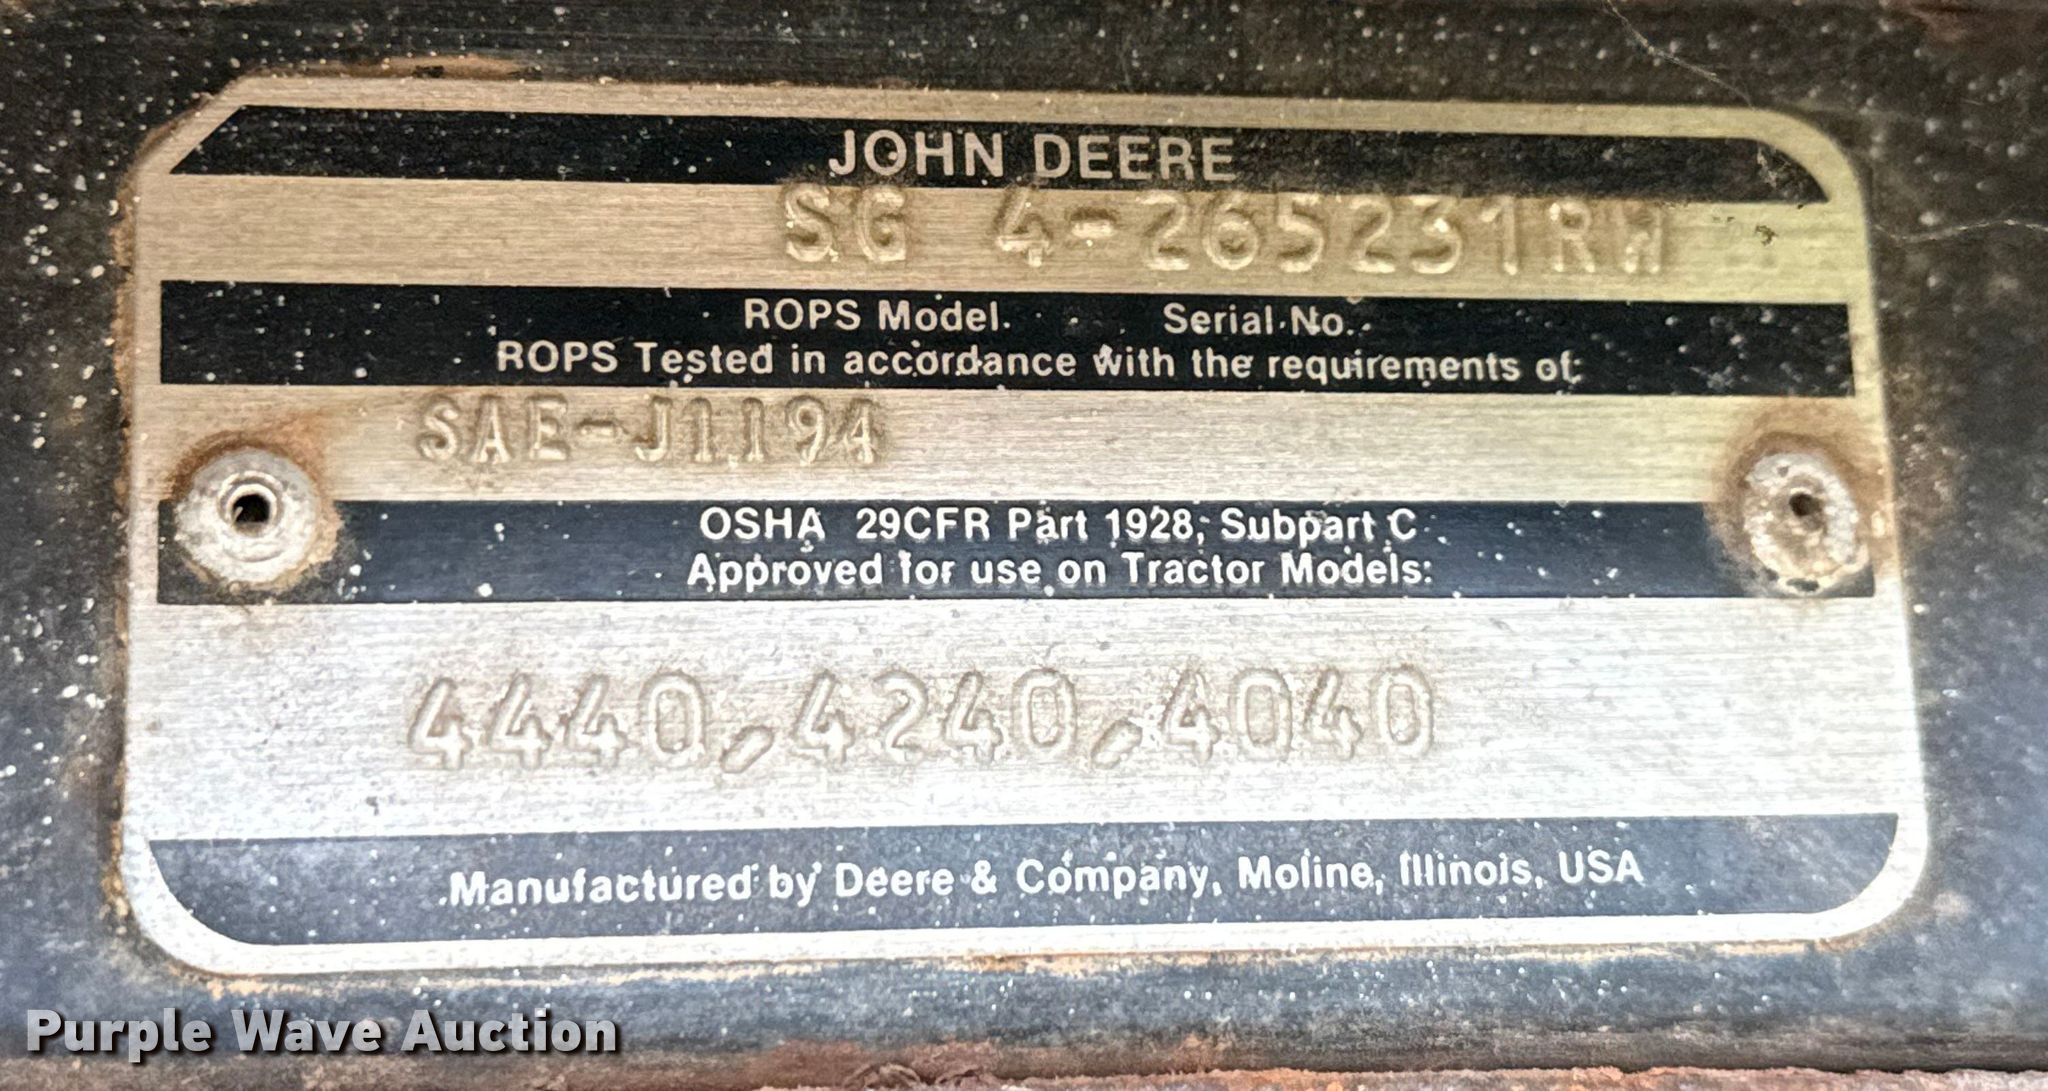 JOHN DEERE
SG 4-265231RW
ROPS Model Serial No.
ROPS Tested in accordance with the requirements of:
SAE-J1194
OSHA 29CFR Part 1928, Subpart C
Approved for use on Tractor Models:
4440,4240,4040
Manufactured by Deere & Company, Moline, Illinois, USA
Purple Wave Auction